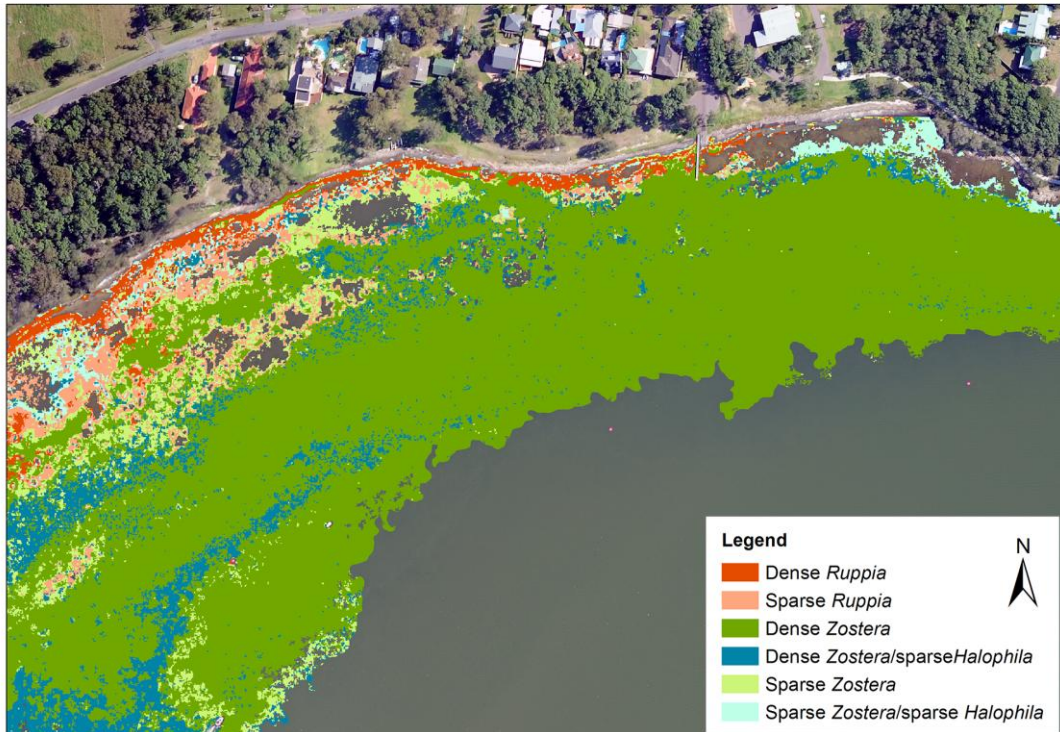 Legend
N
Dense Ruppia
Sparse Ruppia
Dense Zostera
Dense Zostera/sparseHalophila
Sparse Zostera
Sparse Zostera/sparse Halophila